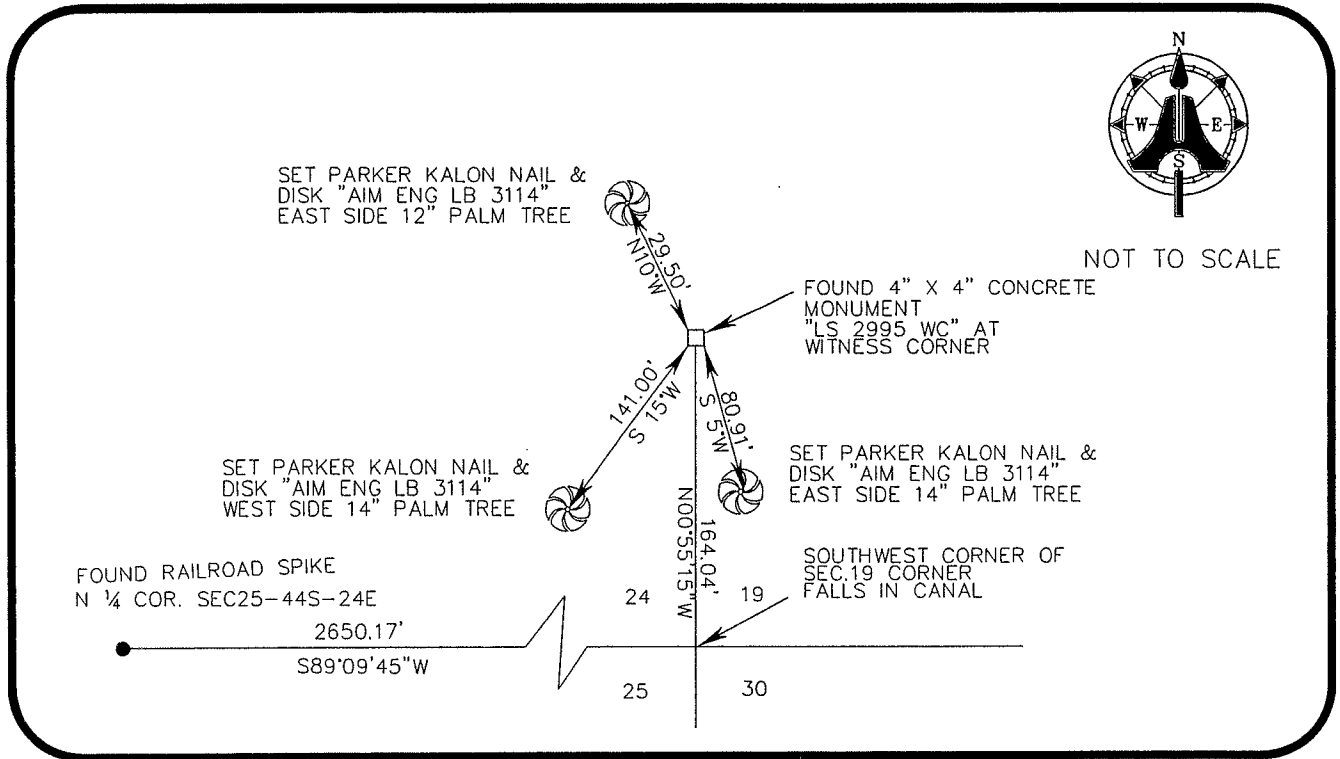 N
W E
S
NOT TO SCALE
SET PARKER KALON NAIL &
DISK "AIM ENG LB 3114"
EAST SIDE 12" PALM TREE
29.50'
N10°W
FOUND 4" X 4" CONCRETE
MONUMENT
"LS 2995 WC" AT
WITNESS CORNER
141.00'
S 15°W
80.91'
S 5°W
SET PARKER KALON NAIL &
DISK "AIM ENG LB 3114"
WEST SIDE 14" PALM TREE
SET PARKER KALON NAIL &
DISK "AIM ENG LB 3114"
EAST SIDE 14" PALM TREE
164.04'
N00°55'15"W
SOUTHWEST CORNER OF
SEC.19 CORNER
FALLS IN CANAL
FOUND RAILROAD SPIKE
N ¼ COR. SEC25-44S-24E
24 19
2650.17'
S89°09'45"W
25 30